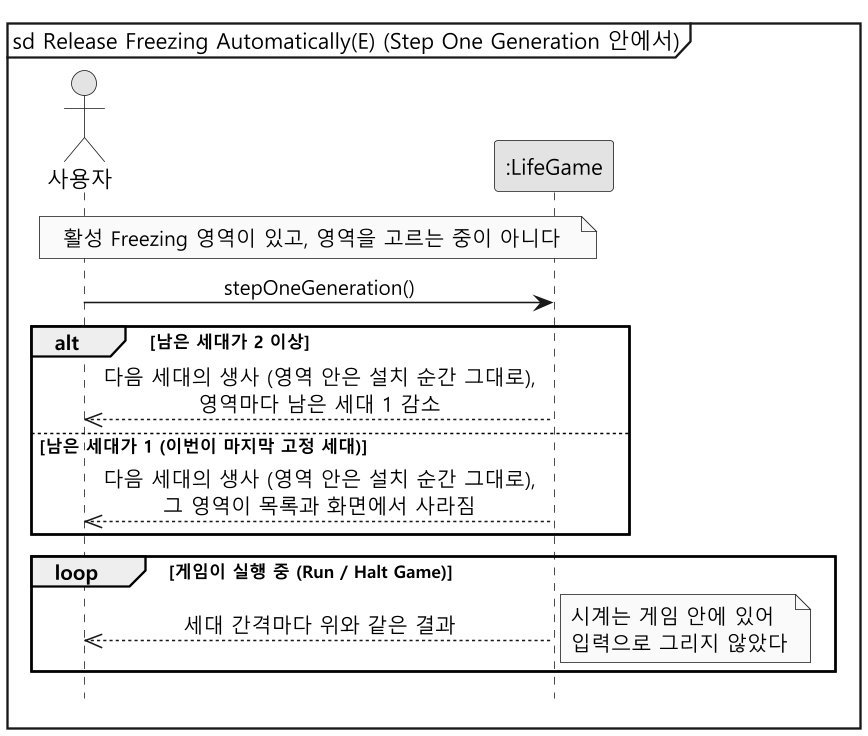 sd Release Freezing Automatically(E) (Step One Generation 안에서)
사용자
:LifeGame
활성 Freezing 영역이 있고, 영역을 고르는 중이 아니다
stepOneGeneration()
alt [남은 세대가 2 이상]
다음 세대의 생사 (영역 안은 설치 순간 그대로),
영역마다 남은 세대 1 감소
[남은 세대가 1 (이번이 마지막 고정 세대)]
다음 세대의 생사 (영역 안은 설치 순간 그대로),
그 영역이 목록과 화면에서 사라짐
loop [게임이 실행 중 (Run / Halt Game)]
세대 간격마다 위와 같은 결과
시계는 게임 안에 있어
입력으로 그리지 않았다